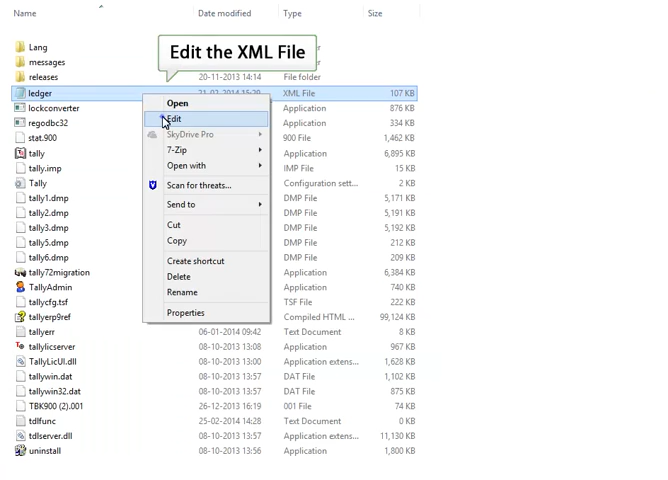 Name Date modified Type Size
Edit the XML File
Lang
messages
releases 20-11-2013 14:14 File folder
ledger XML File 107 KB
Open
lockconverter Application 876 KB
Edit
regodbc32 Application 334 KB
SkyDrive Pro
stat.900 900 File 1,462 KB
7-Zip
tally Application 6,895 KB
Open with
tally.imp IMP File 15 KB
Tally Configuration sett... 2 KB
Scan for threats...
tally1.dmp DMP File 5,171 KB
Send to
tally2.dmp DMP File 5,191 KB
tally3.dmp DMP File 5,192 KB
Cut
tally5.dmp DMP File 212 KB
Copy
tally6.dmp DMP File 209 KB
Create shortcut
tally72migration Application 6,384 KB
Delete
TallyAdmin Application 740 KB
Rename
tallycfg.tsf TSF File 222 KB
Properties
tallyerp9ref Compiled HTML ... 99,124 KB
tallyerr 06-01-2014 09:42 Text Document 8 KB
tallylicserver 08-10-2013 13:08 Application 967 KB
TallyLicUI.dll 08-10-2013 13:00 Application extens... 1,628 KB
tallywin.dat 08-10-2013 13:57 DAT File 1,102 KB
tallywin32.dat 08-10-2013 13:57 DAT File 875 KB
TBK900 (2).001 26-12-2013 16:19 001 File 74 KB
tdlfunc 25-02-2014 14:28 Text Document 0 KB
tdlserver.dll 08-10-2013 13:57 Application extens... 11,130 KB
uninstall 08-10-2013 13:56 Application 1,800 KB